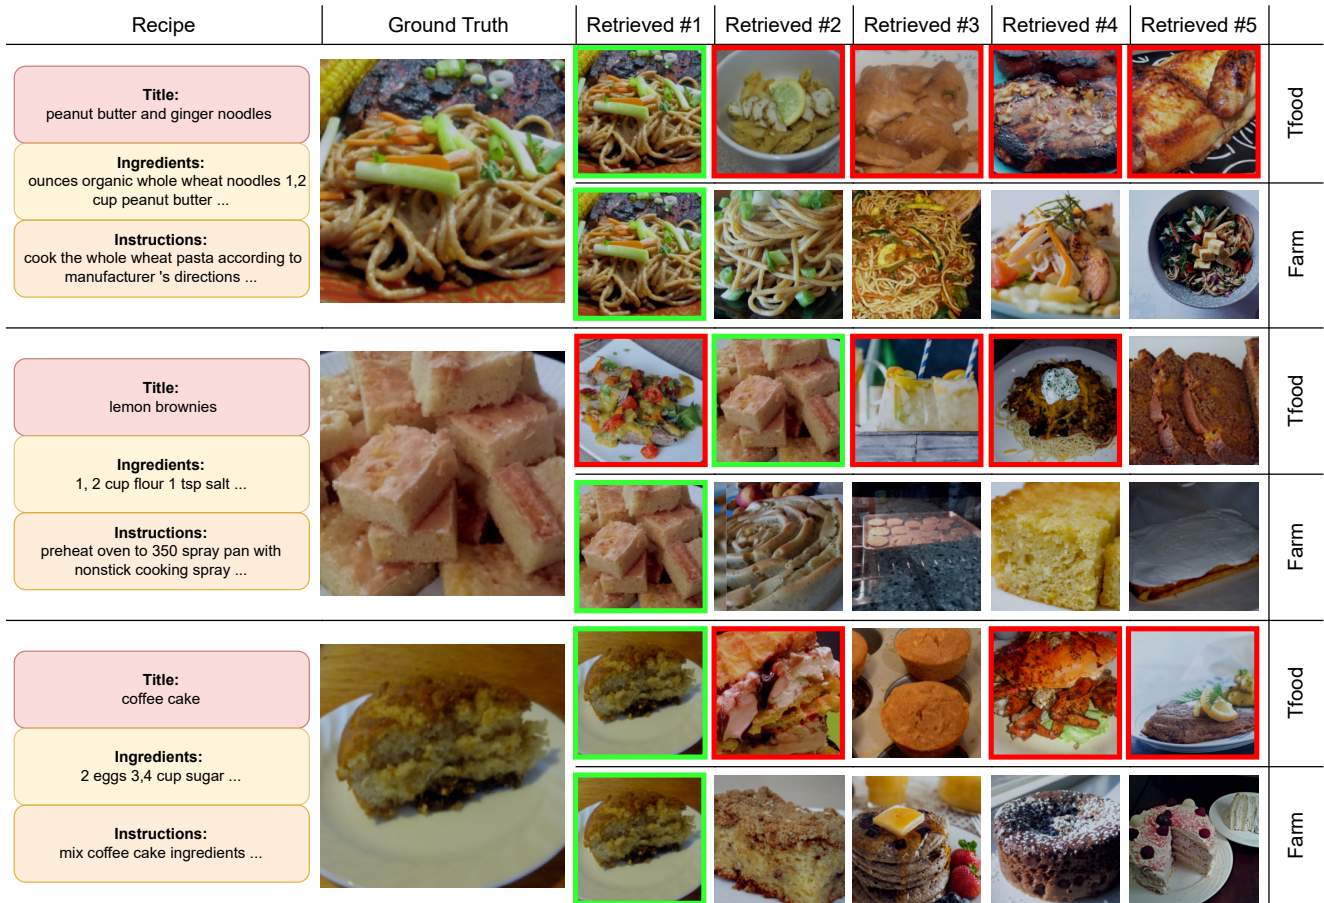 Recipe
Ground Truth
Retrieved #1
Retrieved #2
Retrieved #3
Retrieved #4
Retrieved #5
Title:
peanut butter and ginger noodles
Ingredients:
ounces organic whole wheat noodles 1,2
cup peanut butter ...
Instructions:
cook the whole wheat pasta according to
manufacturer 's directions ...
Tfood
Farm
Title:
lemon brownies
Ingredients:
1, 2 cup flour 1 tsp salt ...
Instructions:
preheat oven to 350 spray pan with
nonstick cooking spray ...
Tfood
Farm
Title:
coffee cake
Ingredients:
2 eggs 3,4 cup sugar ...
Instructions:
mix coffee cake ingredients ...
Tfood
Farm